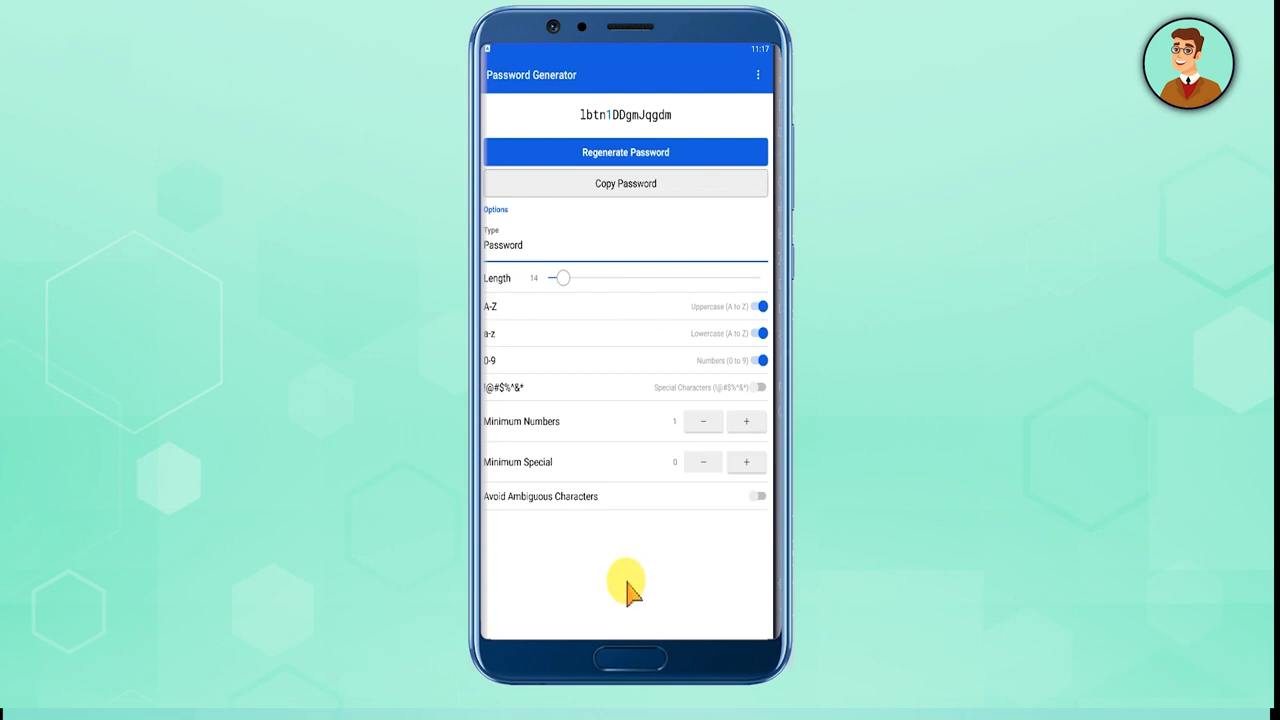 11:17
Password Generator
lbtn1DDgmJqgdm
Regenerate Password
Copy Password
Options
Type
Password
Length 14
A-Z Uppercase (A to Z)
a-z Lowercase (A to Z)
0-9 Numbers (0 to 9)
!@#$%^&* Special Characters (!@#$%^&*)
Minimum Numbers 1 − +
Minimum Special 0 − +
Avoid Ambiguous Characters